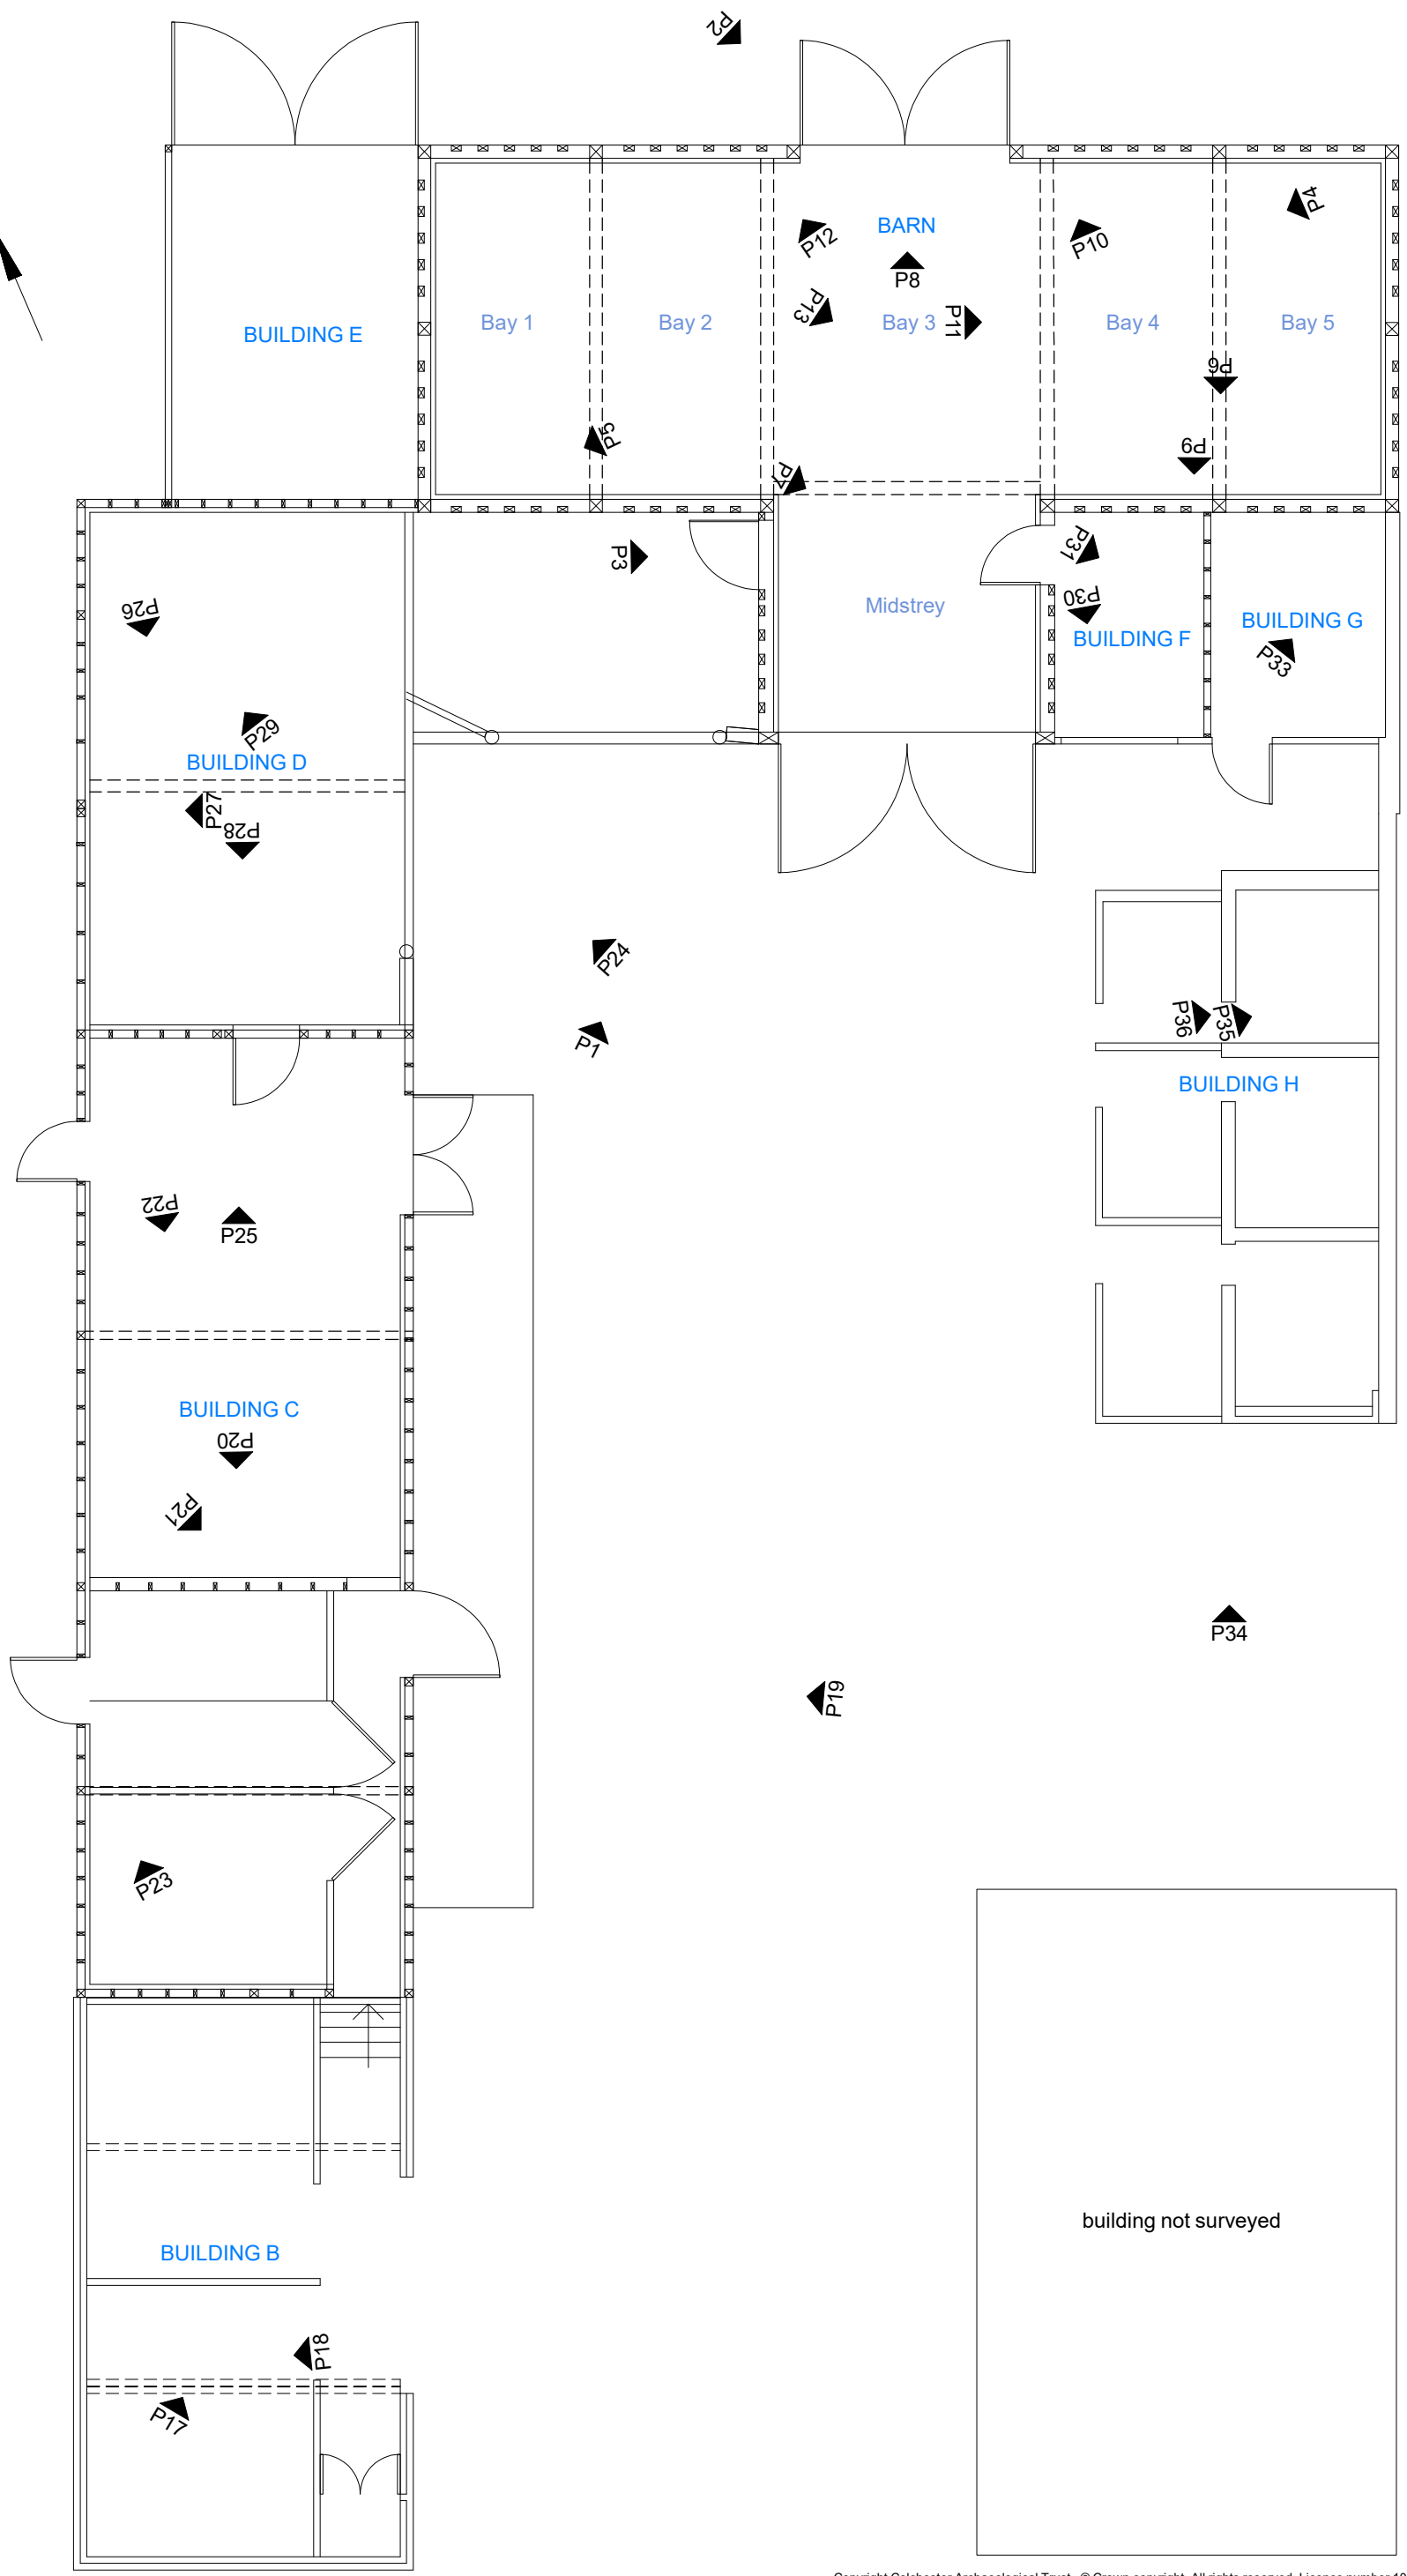 P2
BARN
P12
P4
P10
P8
P13
P11
BUILDING E
Bay 1
Bay 2
Bay 3
Bay 4
Bay 5
P6
P5
P9
P7
P3
P31
P30
P26
Midstrey
BUILDING F
BUILDING G
P33
P29
BUILDING D
P27
P28
P24
P1
P36
P35
BUILDING H
P22
P25
BUILDING C
P20
P21
P34
P19
P23
building not surveyed
BUILDING B
P18
P17